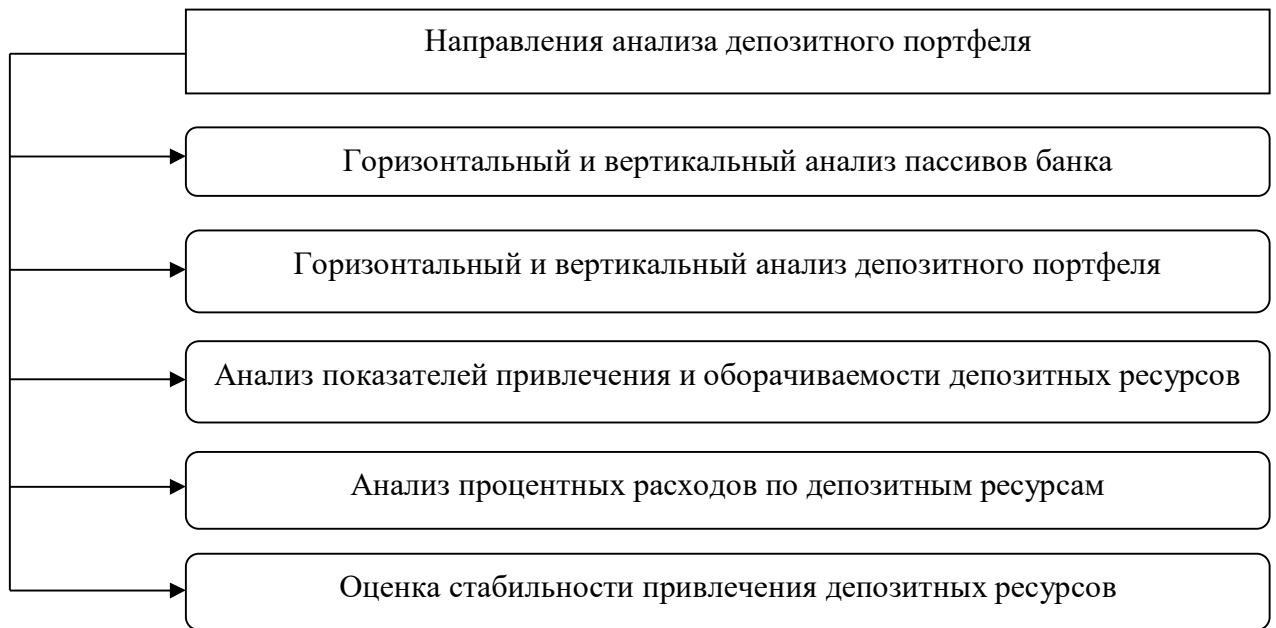 Направления анализа депозитного портфеля
Горизонтальный и вертикальный анализ пассивов банка
Горизонтальный и вертикальный анализ депозитного портфеля
Анализ показателей привлечения и оборачиваемости депозитных ресурсов
Анализ процентных расходов по депозитным ресурсам
Оценка стабильности привлечения депозитных ресурсов